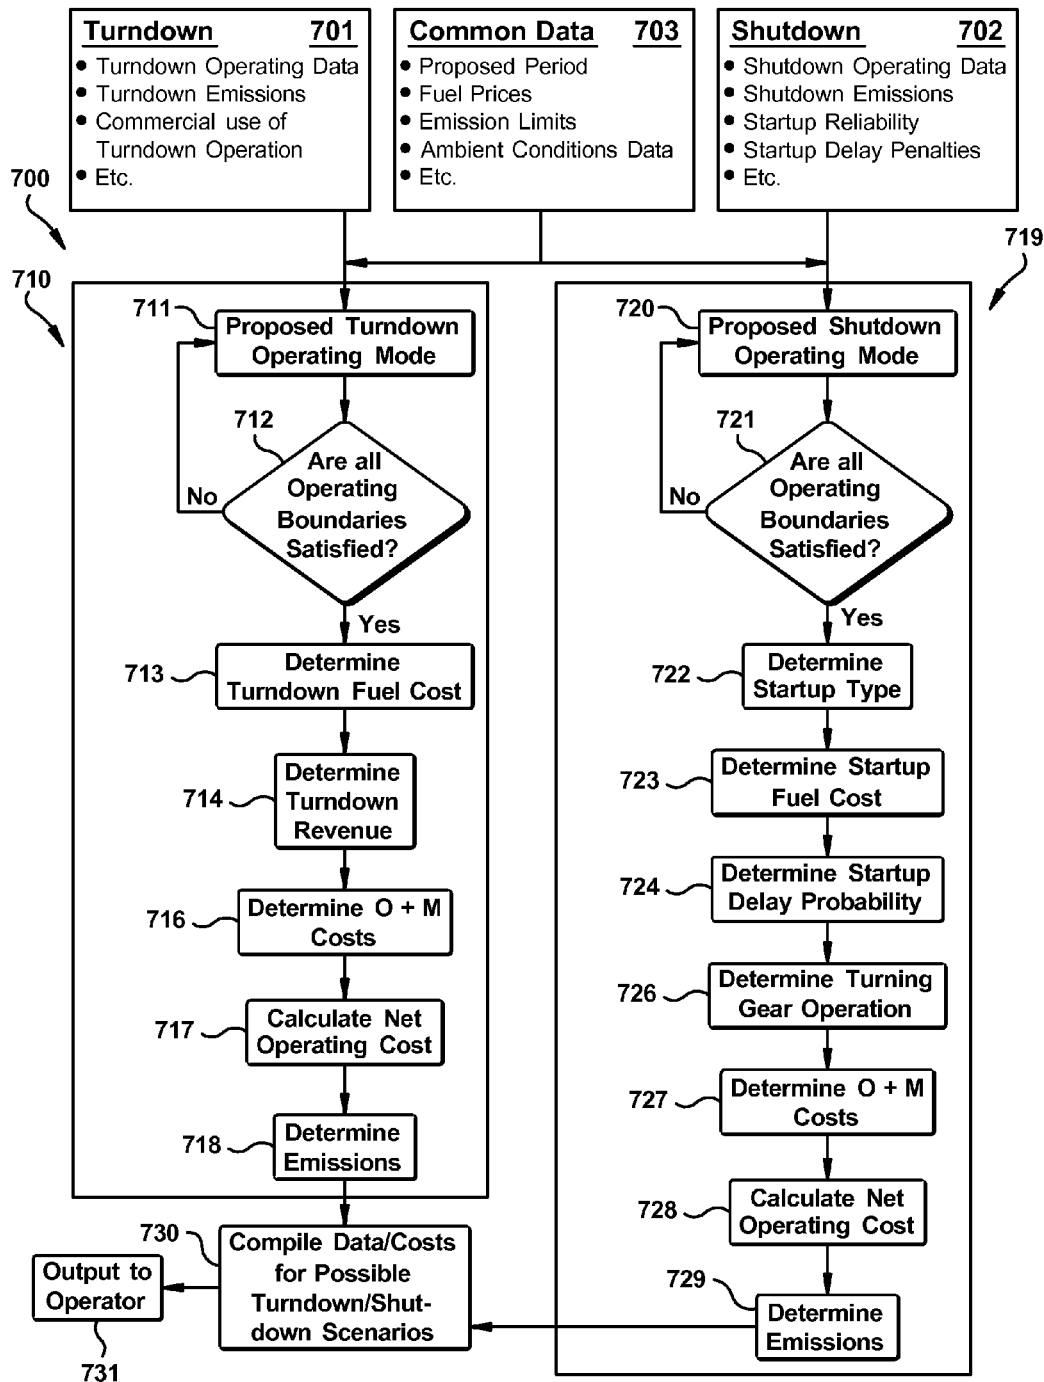 Turndown 701
• Turndown Operating Data
• Turndown Emissions
• Commercial use of
Turndown Operation
• Etc.
Common Data 703
• Proposed Period
• Fuel Prices
• Emission Limits
• Ambient Conditions Data
• Etc.
Shutdown 702
• Shutdown Operating Data
• Shutdown Emissions
• Startup Reliability
• Startup Delay Penalties
• Etc.
700
710
719
711
Proposed Turndown
Operating Mode
712
Are all
Operating
Boundaries
Satisfied?
No
Yes
713
Determine
Turndown Fuel Cost
714
Determine
Turndown
Revenue
716
Determine O + M
Costs
717
Calculate Net
Operating Cost
718
Determine
Emissions
720
Proposed Shutdown
Operating Mode
721
Are all
Operating
Boundaries
Satisfied?
No
Yes
722
Determine
Startup Type
723
Determine Startup
Fuel Cost
724
Determine Startup
Delay Probability
726
Determine Turning
Gear Operation
727
Determine O + M
Costs
728
Calculate Net
Operating Cost
729
Determine
Emissions
730
Compile Data/Costs
for Possible
Turndown/Shut-
down Scenarios
Output to
Operator
731